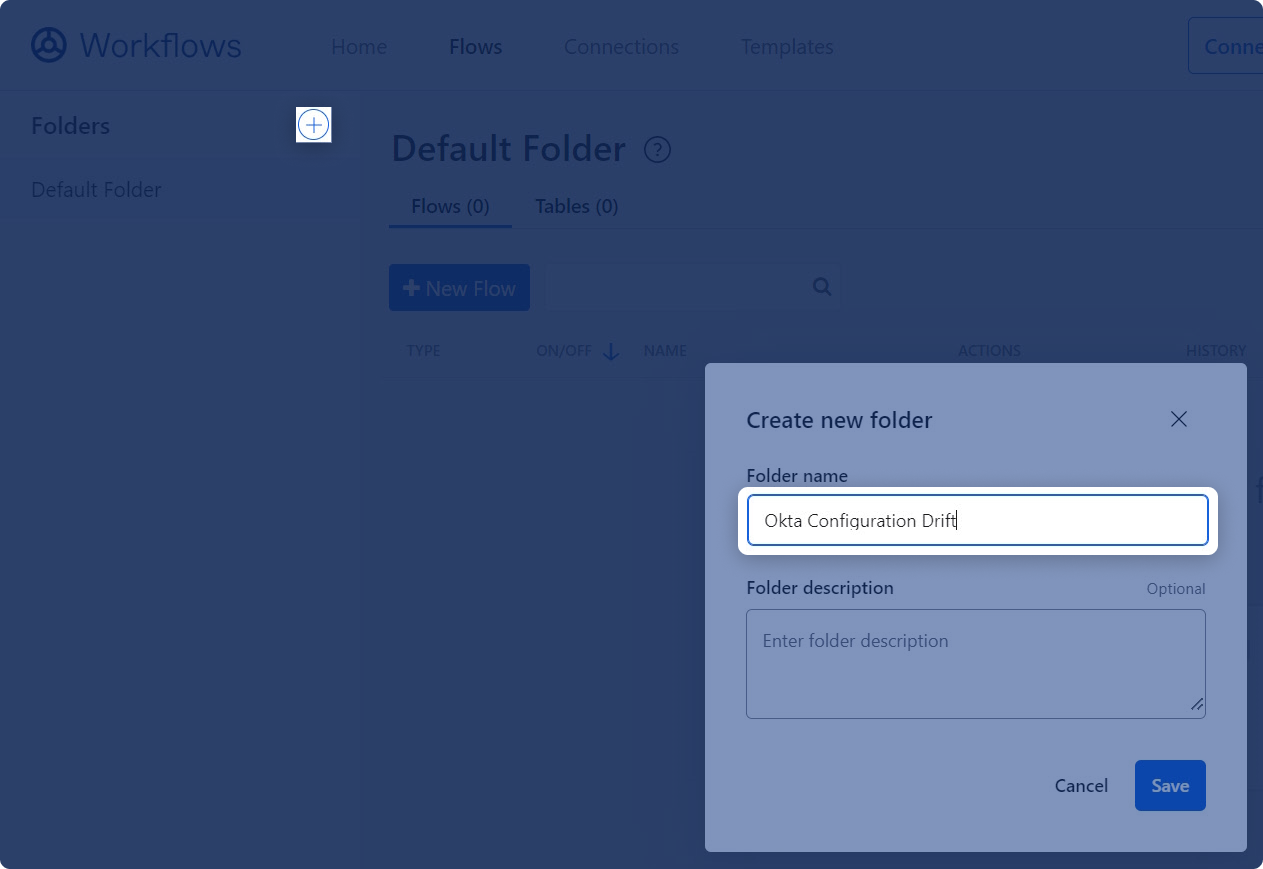 Workflows
Home Flows Connections Templates
Conne
Folders
Default Folder
Default Folder ?
Flows (0) Tables (0)
+ New Flow
TYPE ON/OFF NAME ACTIONS HISTORY
Create new folder
Folder name
Okta Configuration Drift
Folder description Optional
Enter folder description
Cancel Save